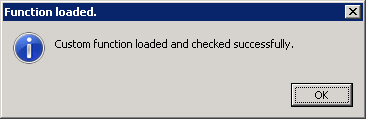 Function loaded.
Custom function loaded and checked successfully.
OK